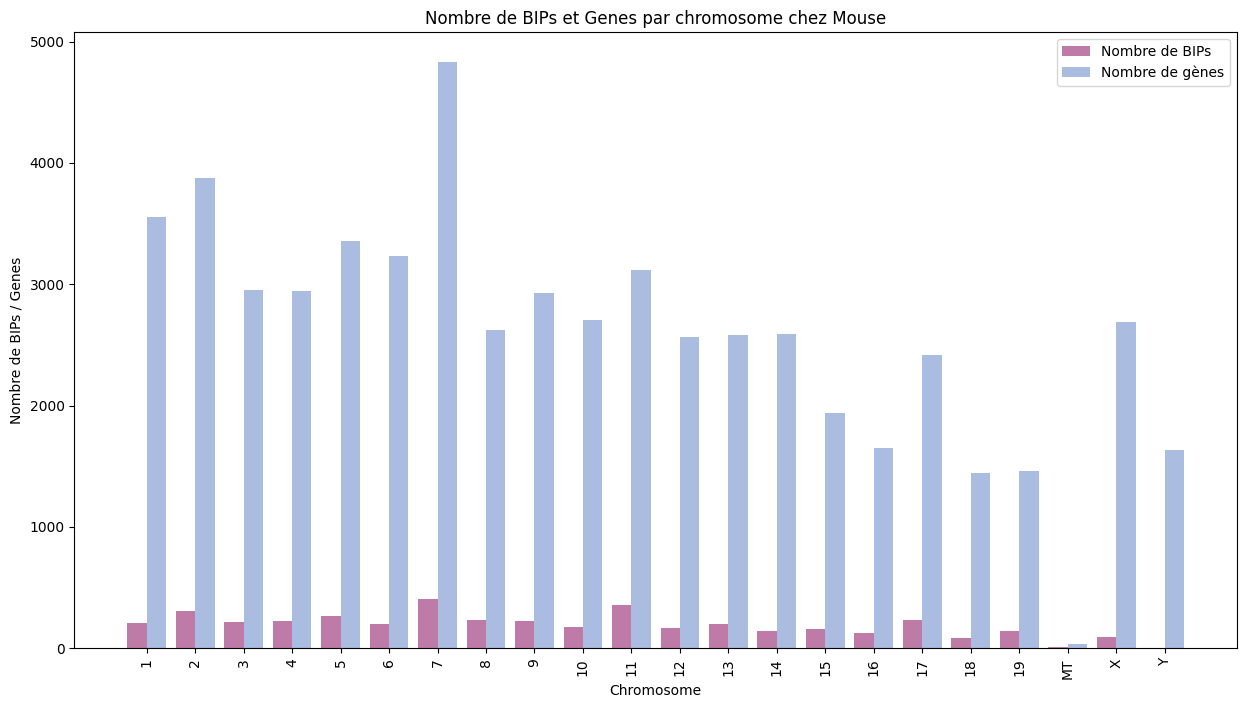 Nombre de BIPs et Genes par chromosome chez Mouse
Nombre de BIPs
Nombre de gènes
Nombre de BIPs / Genes
5000
4000
3000
2000
1000
0
1 2 3 4 5 6 7 8 9 10 11 12 13 14 15 16 17 18 19 MT X Y
Chromosome